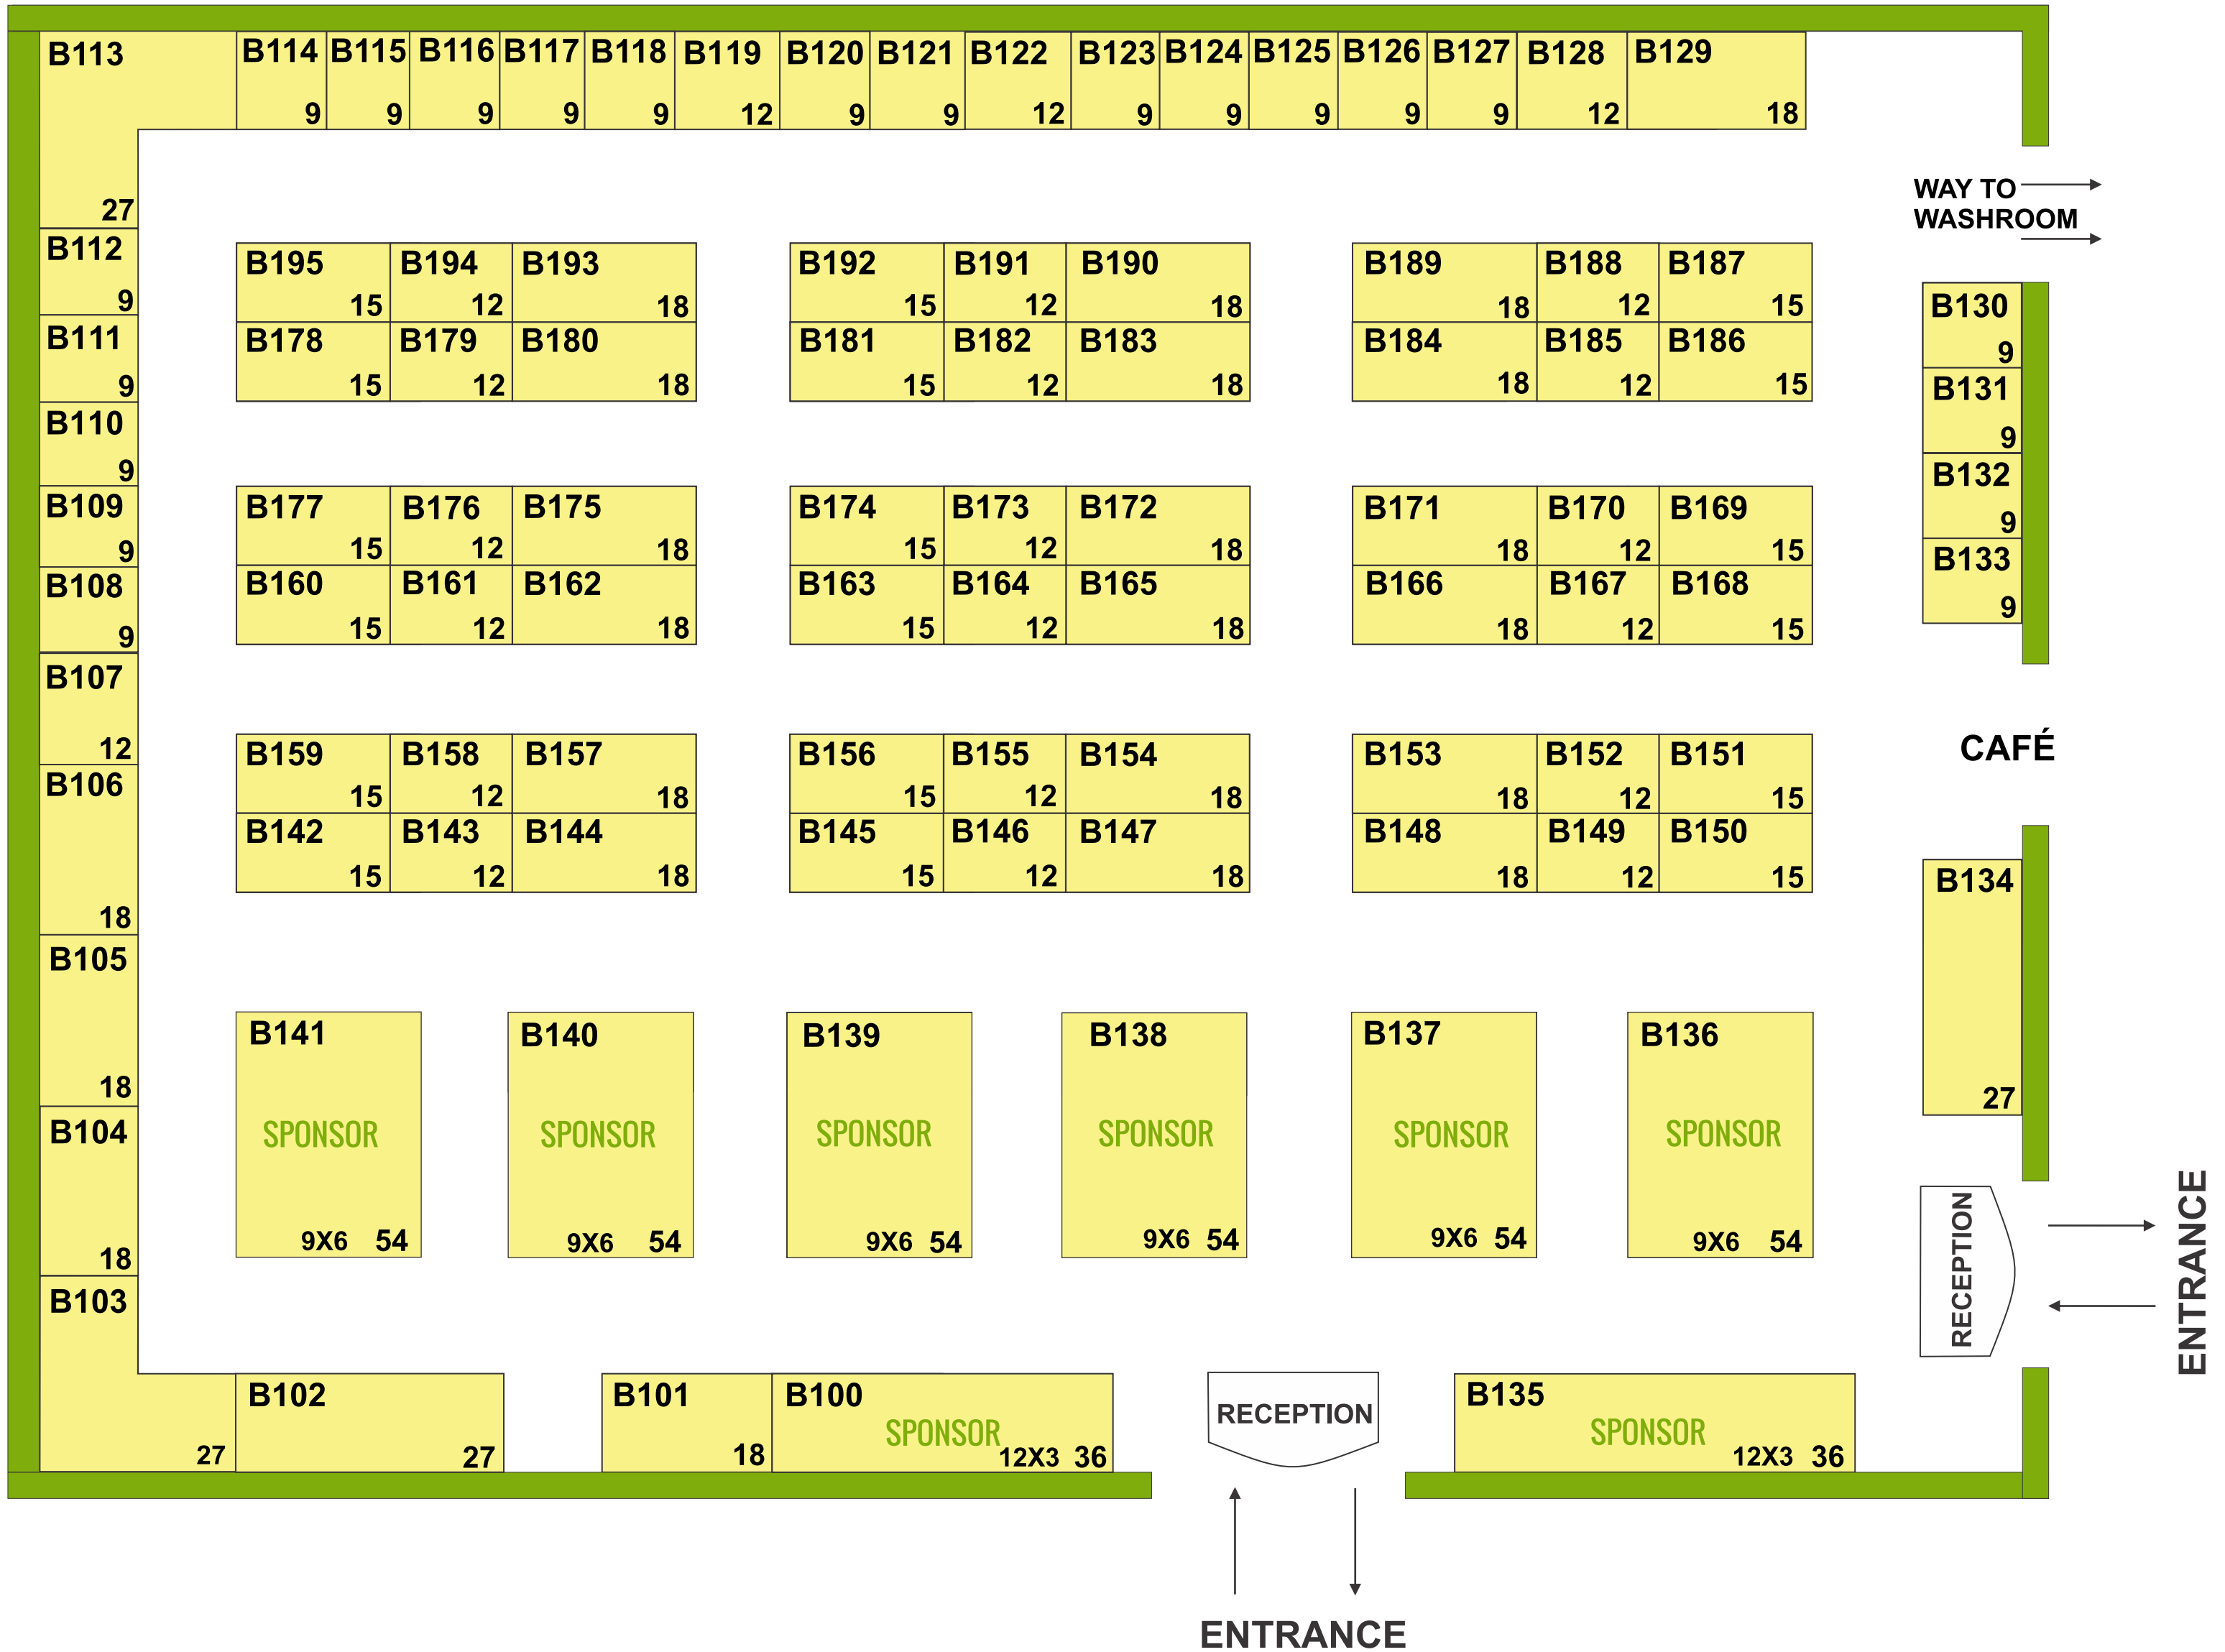 B113 B114 B115 B116 B117 B118 B119 B120 B121 B122 B123 B124 B125 B126 B127 B128 B129
9 9 9 9 9 12 9 9 12 9 9 9 9 9 12 18
27
WAY TO
WASHROOM
B112
9
B111
9
B110
9
B109
9
B108
9
B107
12
B106
18
B105
18
B104
18
B103
27
B195 B194 B193 B192 B191 B190 B189 B188 B187
15 12 18 15 12 18 18 12 15
B178 B179 B180 B181 B182 B183 B184 B185 B186
15 12 18 15 12 18 18 12 15
B177 B176 B175 B174 B173 B172 B171 B170 B169
15 12 18 15 12 18 18 12 15
B160 B161 B162 B163 B164 B165 B166 B167 B168
15 12 18 15 12 18 18 12 15
B159 B158 B157 B156 B155 B154 B153 B152 B151
15 12 18 15 12 18 18 12 15
B142 B143 B144 B145 B146 B147 B148 B149 B150
15 12 18 15 12 18 18 12 15
B130
9
B131
9
B132
9
B133
9
CAFÉ
B134
27
B141 B140 B139 B138 B137 B136
SPONSOR SPONSOR SPONSOR SPONSOR SPONSOR SPONSOR
9X6 54 9X6 54 9X6 54 9X6 54 9X6 54 9X6 54
RECEPTION
ENTRANCE
B102
27
B101
18
B100
SPONSOR
12X3 36
RECEPTION
B135
SPONSOR
12X3 36
ENTRANCE